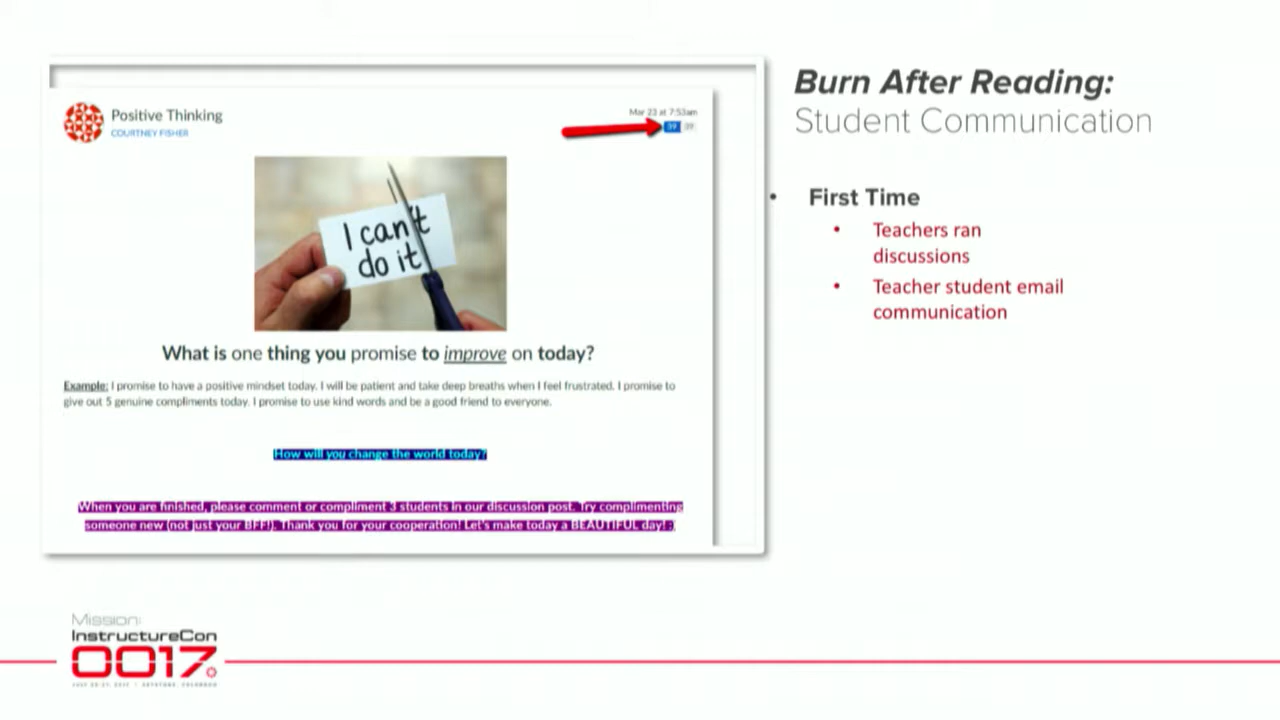 Burn After Reading:
Student Communication
Positive Thinking
COURTNEY FISHER
Mar 23 at 7:53am
39 39
I can't
do it
What is one thing you promise to improve on today?
Example: I promise to have a positive mindset today. I will be patient and take deep breaths when I feel frustrated. I promise to
give out 5 genuine compliments today. I promise to use kind words and be a good friend to everyone.
How will you change the world today?
When you are finished, please comment or compliment 3 students in our discussion post. Try complimenting
someone new (not just your BFF!). Thank you for your cooperation! Let's make today a BEAUTIFUL day! :)
• First Time
• Teachers ran
discussions
• Teacher student email
communication
Mission:
InstructureCon
0017